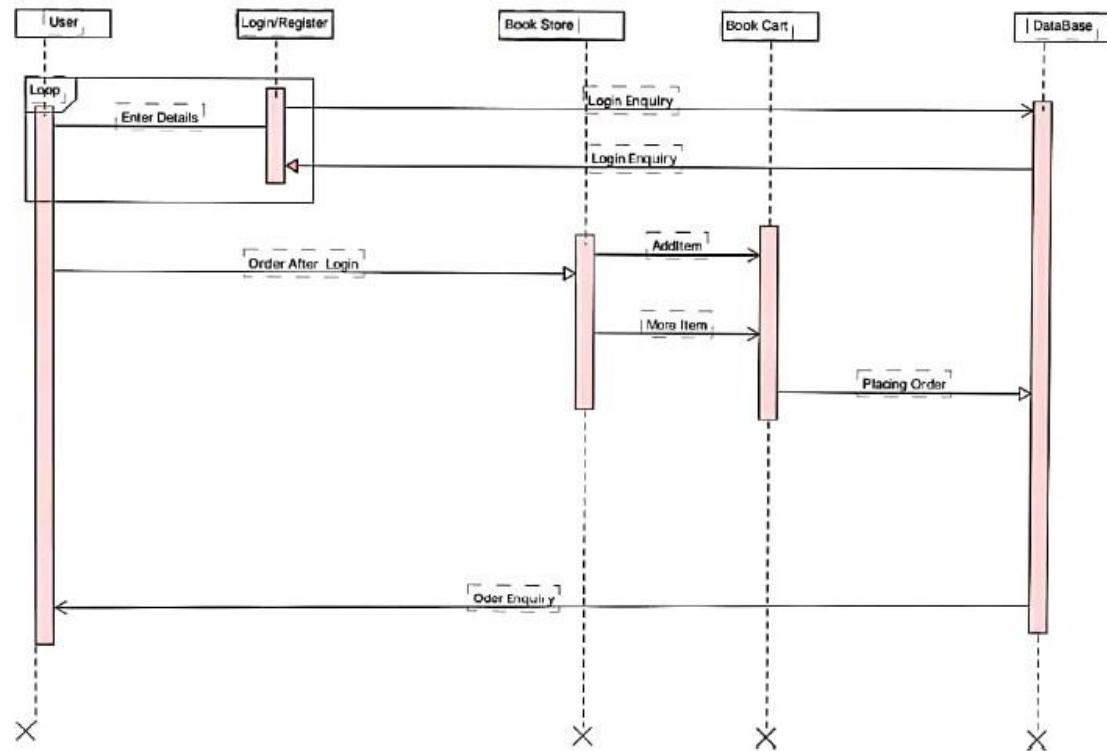 User
Login/Register
Book Store
Book Cart
DataBase
Loop
Login Enquiry
Enter Details
Login Enquiry
AddItem
Order After Login
More Item
Placing Order
Oder Enquiry